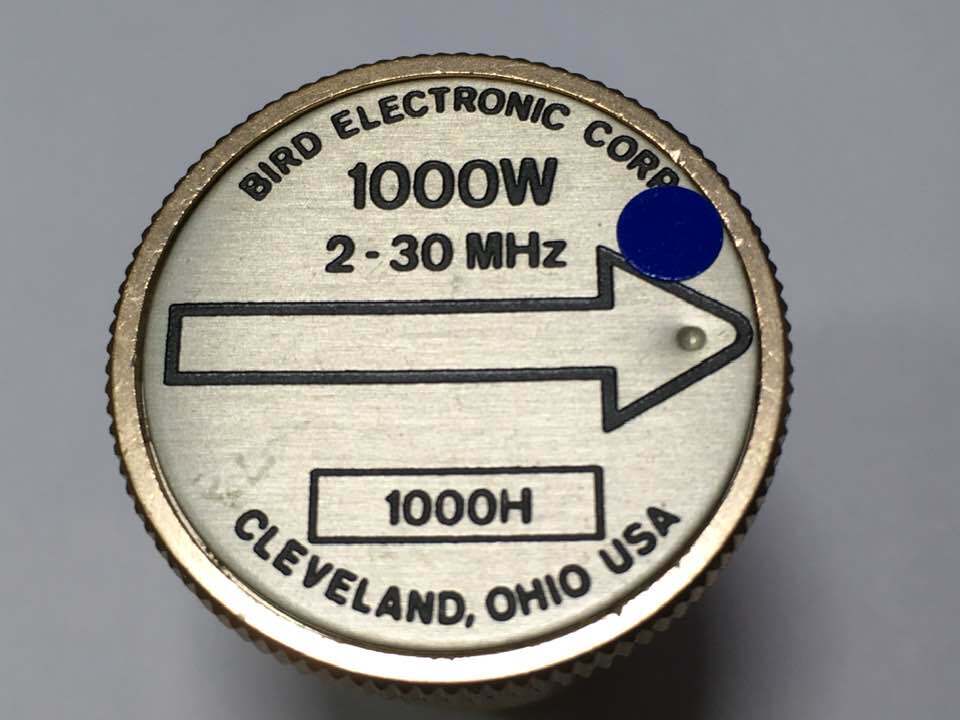 BIRD ELECTRONIC CORP
1000W
2-30 MHz
1000H
CLEVELAND, OHIO USA